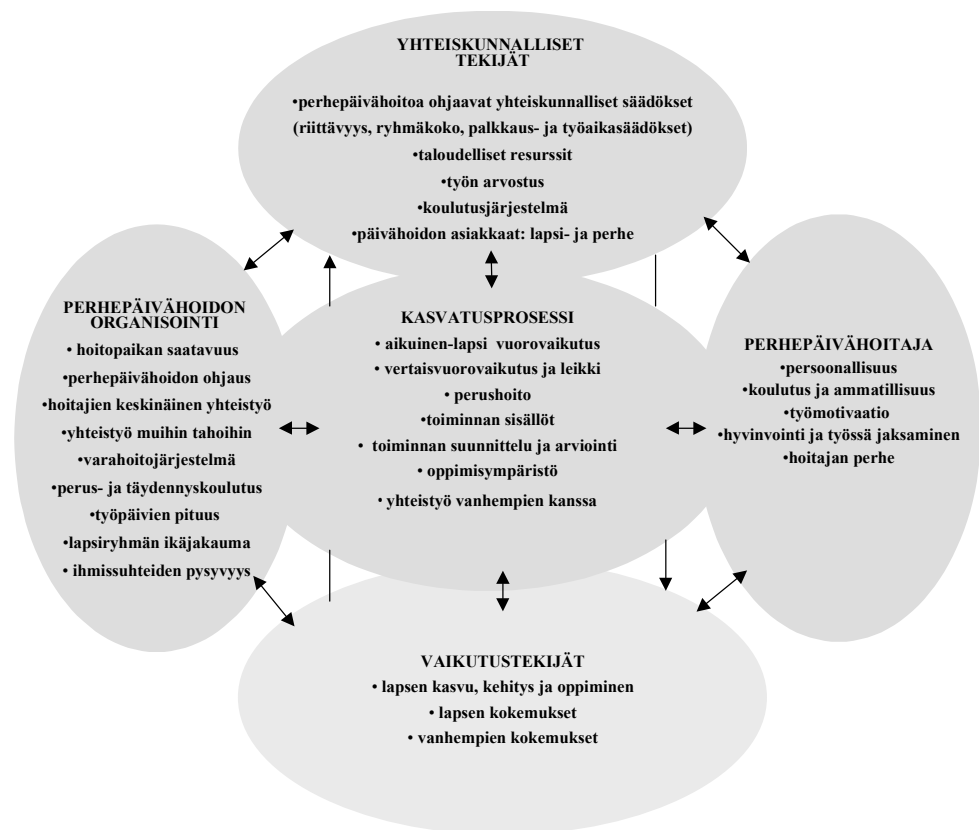 YHTEISKUNNALLISET
TEKIJÄT
•perhepäivähoitoa ohjaavat yhteiskunnalliset säädökset
(riittävyys, ryhmäkoko, palkkaus- ja työaikasäädökset)
•taloudelliset resurssit
•työn arvostus
•koulutusjärjestelmä
•päivähoidon asiakkaat: lapsi- ja perhe
PERHEPÄIVÄHOIDON
ORGANISOINTI
• hoitopaikan saatavuus
•perhepäivähoidon ohjaus
•hoitajien keskinäinen yhteistyö
•yhteistyö muihin tahoihin
•varahoitojärjestelmä
•perus- ja täydennyskoulutus
•työpäivien pituus
•lapsiryhmän ikäjakauma
• ihmissuhteiden pysyvyys
KASVATUSPROSESSI
• aikuinen-lapsi vuorovaikutus
• vertaisvuorovaikutus ja leikki
• perushoito
•toiminnan sisällöt
• toiminnan suunnittelu ja arviointi
• oppimisympäristö
• yhteistyö vanhempien kanssa
PERHEPÄIVÄHOITAJA
•persoonallisuus
• koulutus ja ammatillisuus
•työmotivaatio
•hyvinvointi ja työssä jaksaminen
•hoitajan perhe
VAIKUTUSTEKIJÄT
• lapsen kasvu, kehitys ja oppiminen
• lapsen kokemukset
• vanhempien kokemukset